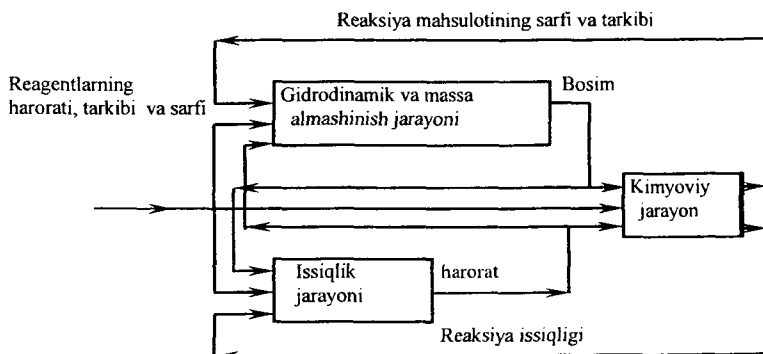 Reaksiya mahsulotining sarfi va tarkibi
Reagentlarning
harorati, tarkibi va sarfi
Gidrodinamik va massa
almashinish jarayoni
Bosim
Kimyoviy
jarayon
Issiqlik
jarayoni
harorat
Reaksiya issiqligi